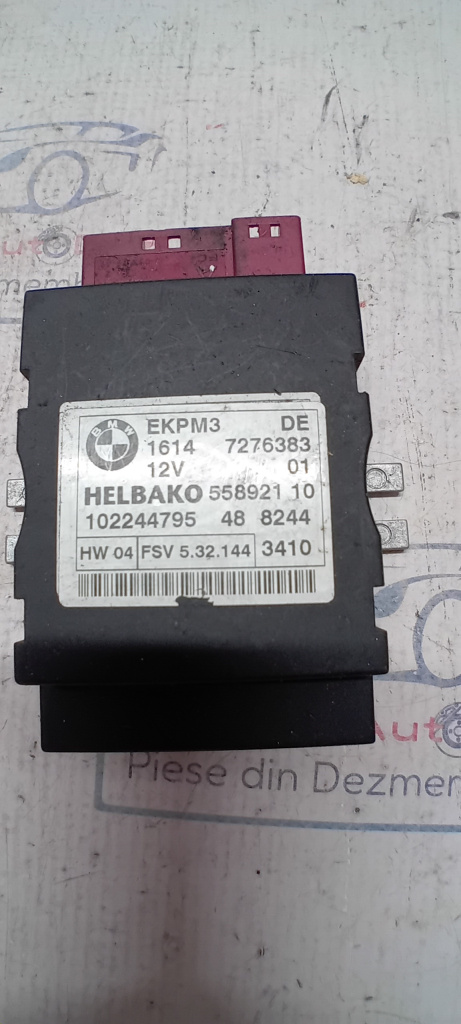 BMW
EKPM3 DE
1614 7276383
12V 01
HELBAKO 558921 10
102244795 48 8244
HW 04 FSV 5.32.144 3410
Auto
Piese din Dezmem